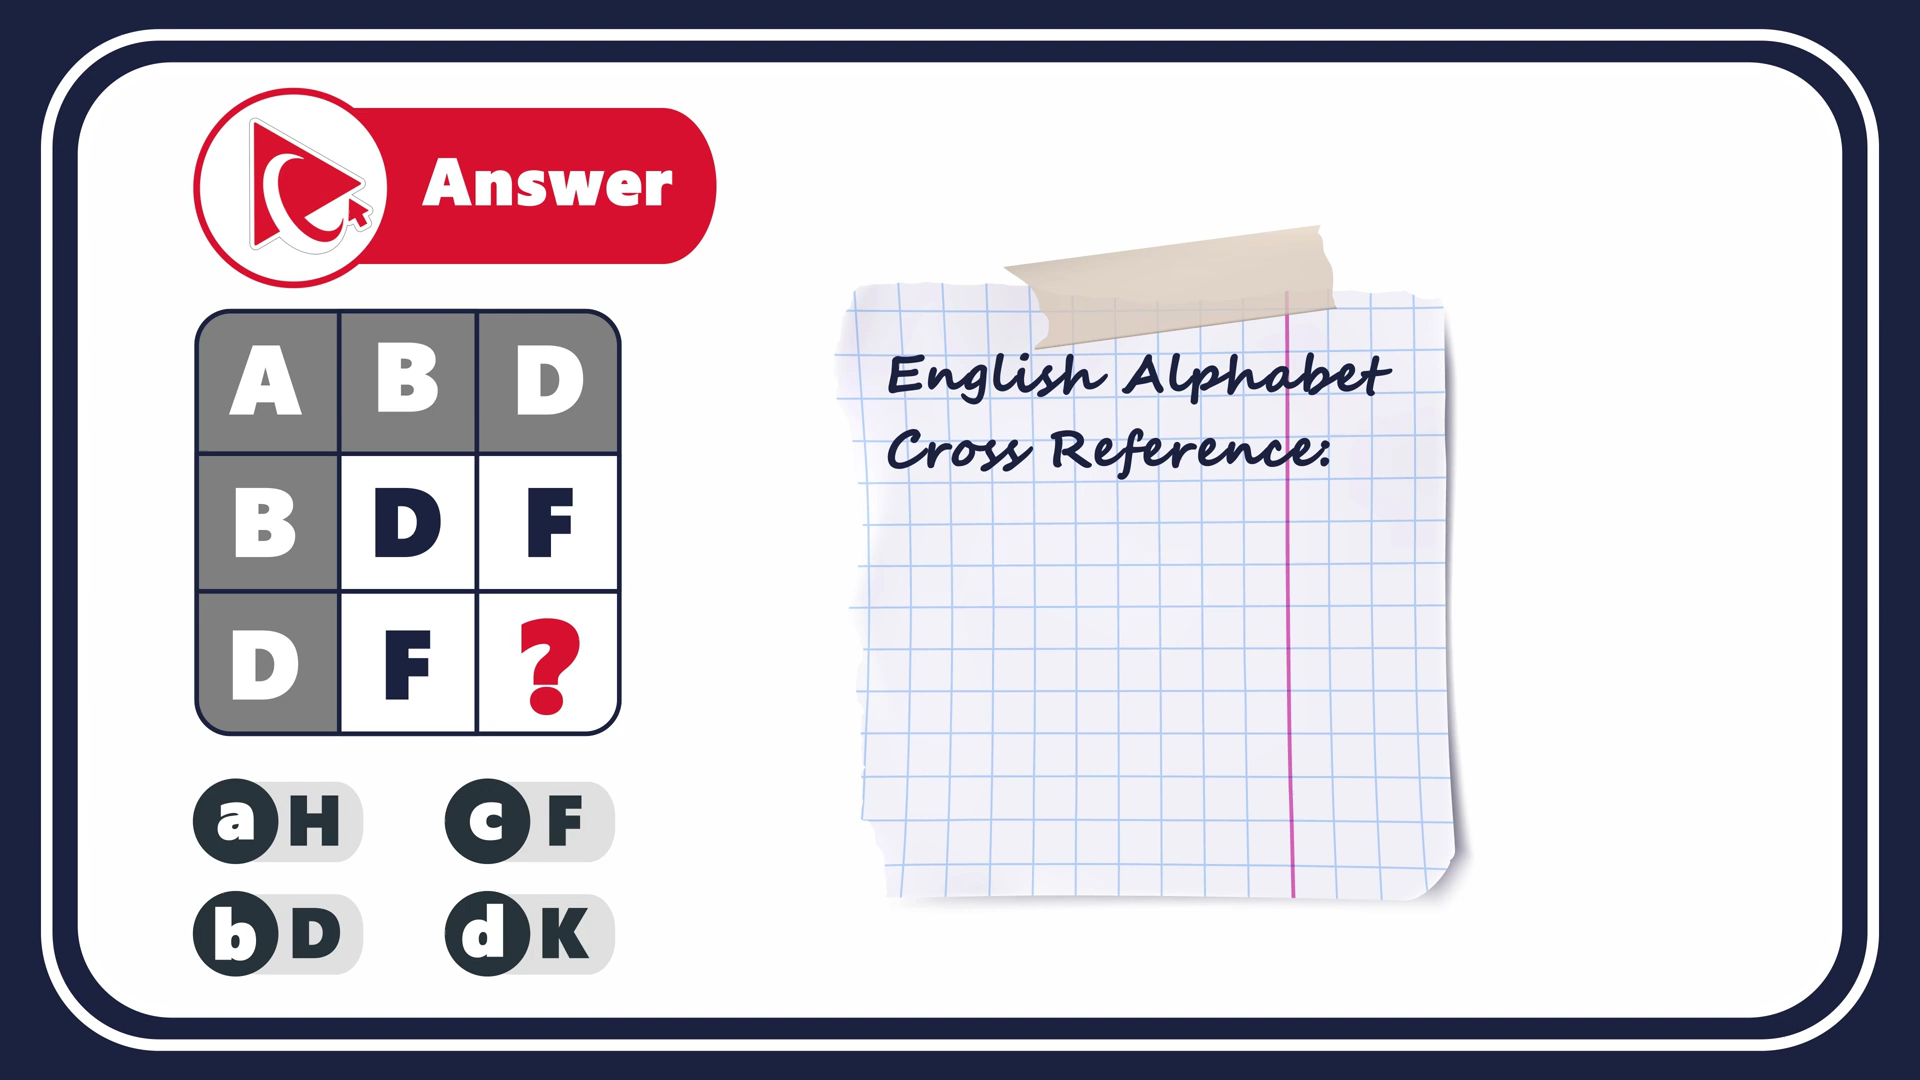 Answer
A B D
B D F
D F ?
a H
c F
b D
d K
English Alphabet
Cross Reference: